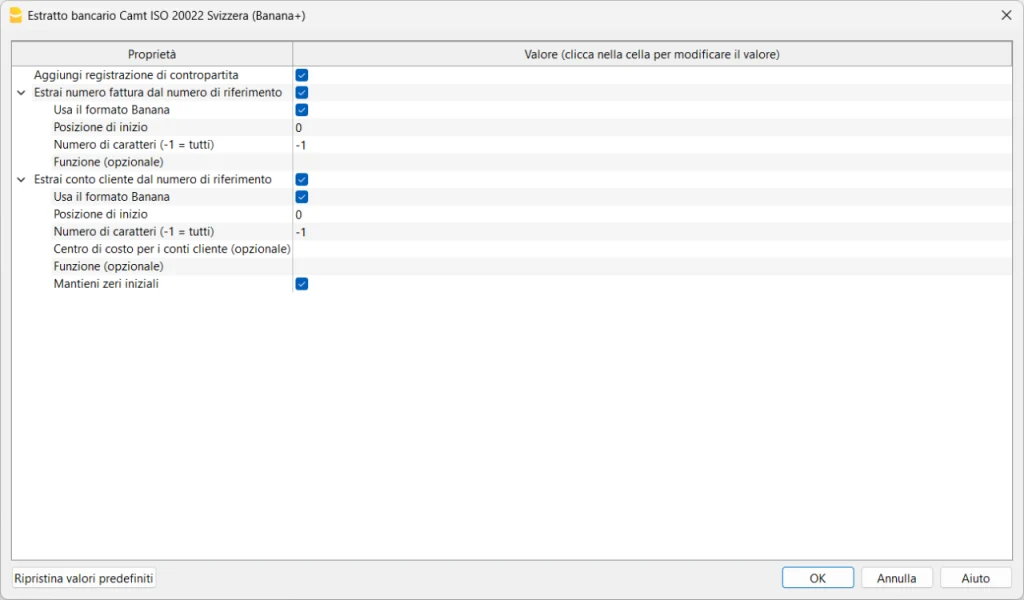 Estratto bancario Camt ISO 20022 Svizzera (Banana+)
Proprietà Valore (clicca nella cella per modificare il valore)
Aggiungi registrazione di contropartita
Estrai numero fattura dal numero di riferimento
Usa il formato Banana
Posizione di inizio 0
Numero di caratteri (-1 = tutti) -1
Funzione (opzionale)
Estrai conto cliente dal numero di riferimento
Usa il formato Banana
Posizione di inizio 0
Numero di caratteri (-1 = tutti) -1
Centro di costo per i conti cliente (opzionale)
Funzione (opzionale)
Mantieni zeri iniziali
Ripristina valori predefiniti OK Annulla Aiuto